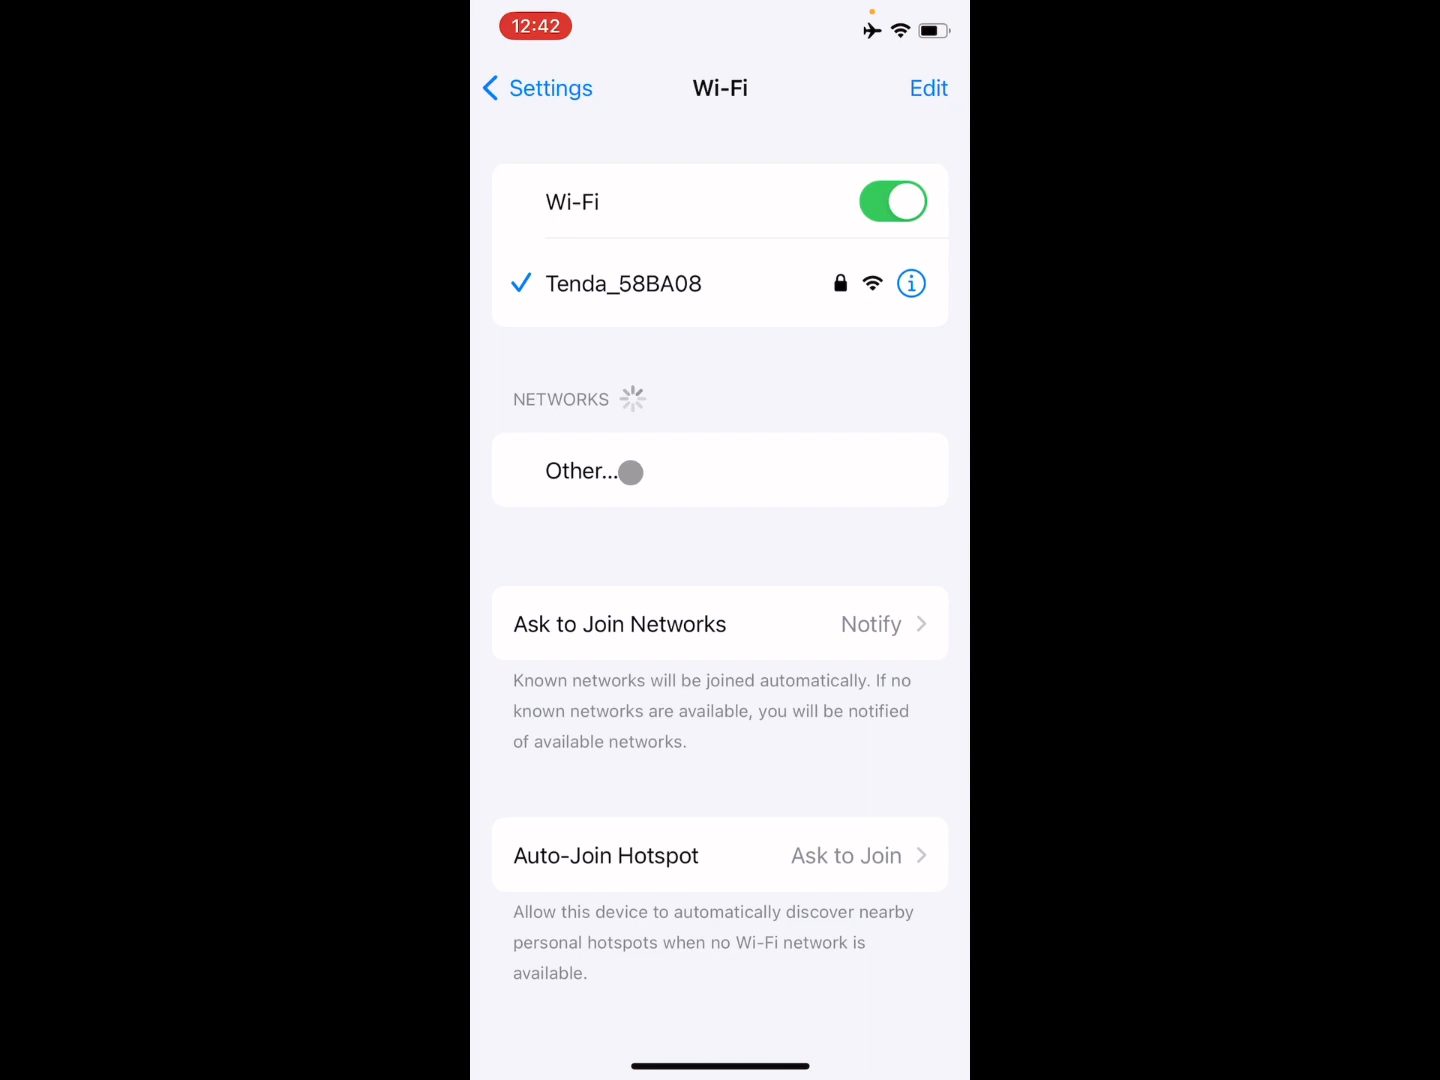 12:42
Settings
Wi-Fi
Edit
Wi-Fi
Tenda_58BA08
NETWORKS
Other...
Ask to Join Networks Notify
Known networks will be joined automatically. If no
known networks are available, you will be notified
of available networks.
Auto-Join Hotspot Ask to Join
Allow this device to automatically discover nearby
personal hotspots when no Wi-Fi network is
available.